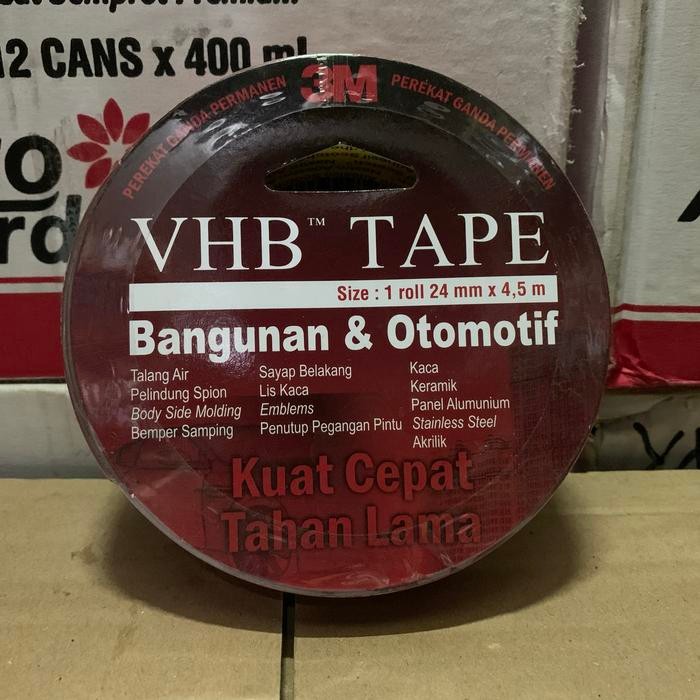 12 CANS x 400 ml
PEREKAT GANDA PERMANEN
3M
PEREKAT GANDA PERMANEN
VHB™ TAPE
Size : 1 roll 24 mm x 4,5 m
Bangunan & Otomotif
Talang Air
Pelindung Spion
Body Side Molding
Bemper Samping
Sayap Belakang
Lis Kaca
Emblems
Penutup Pegangan Pintu
Kaca
Keramik
Panel Alumunium
Stainless Steel
Akrilik
Kuat Cepat
Tahan Lama